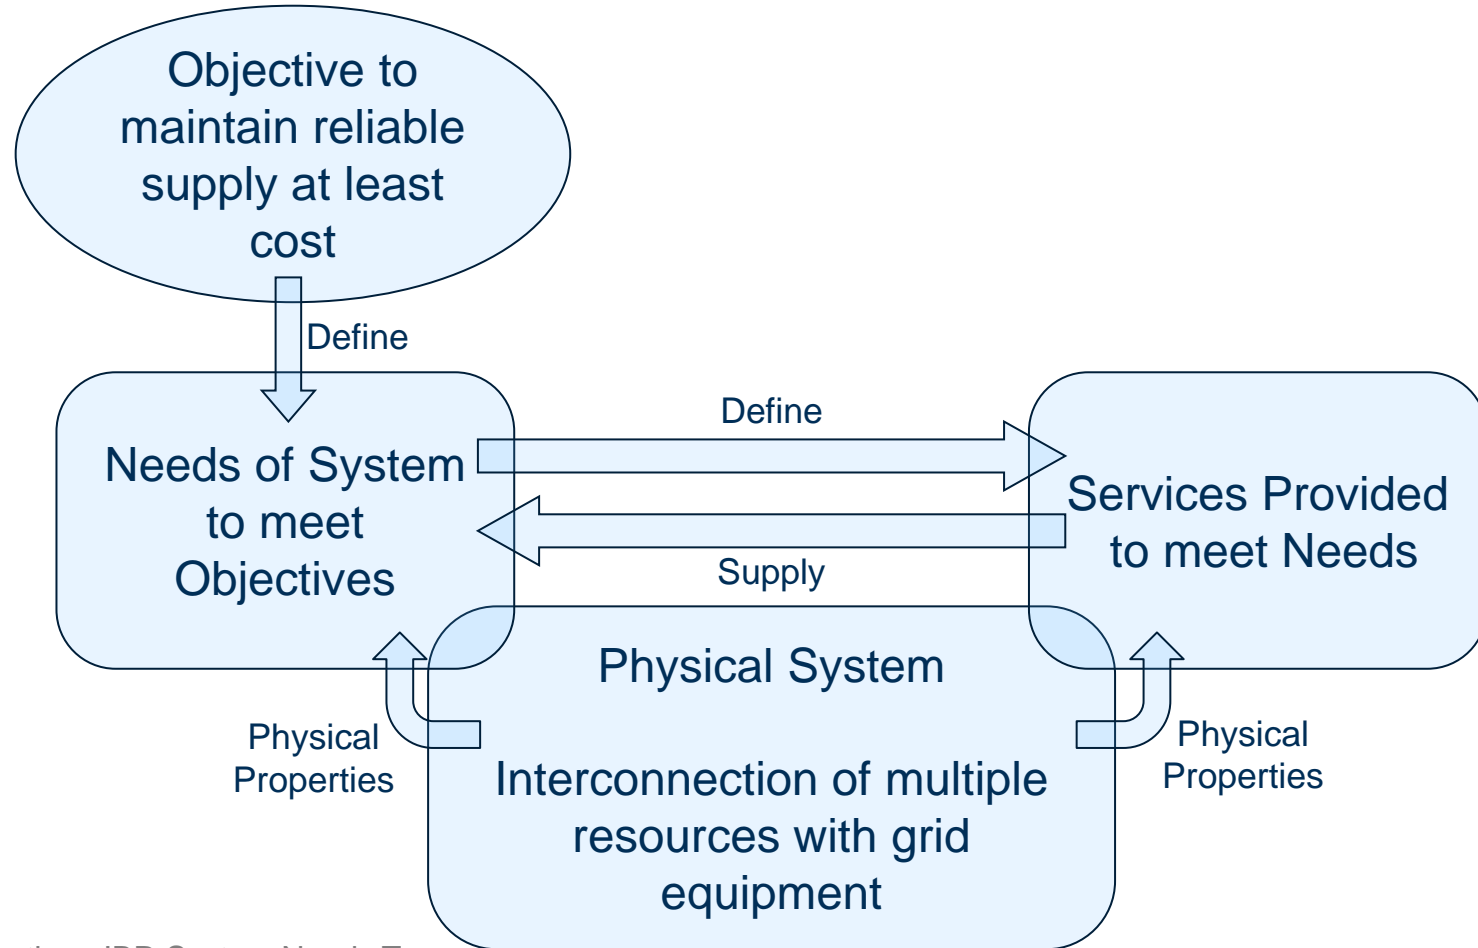 Objective to
maintain reliable
supply at least
cost
Define
Define
Needs of System
to meet
Objectives
Services Provided
to meet Needs
Supply
Physical System
Physical
Properties
Physical
Properties
Interconnection of multiple
resources with grid
equipment